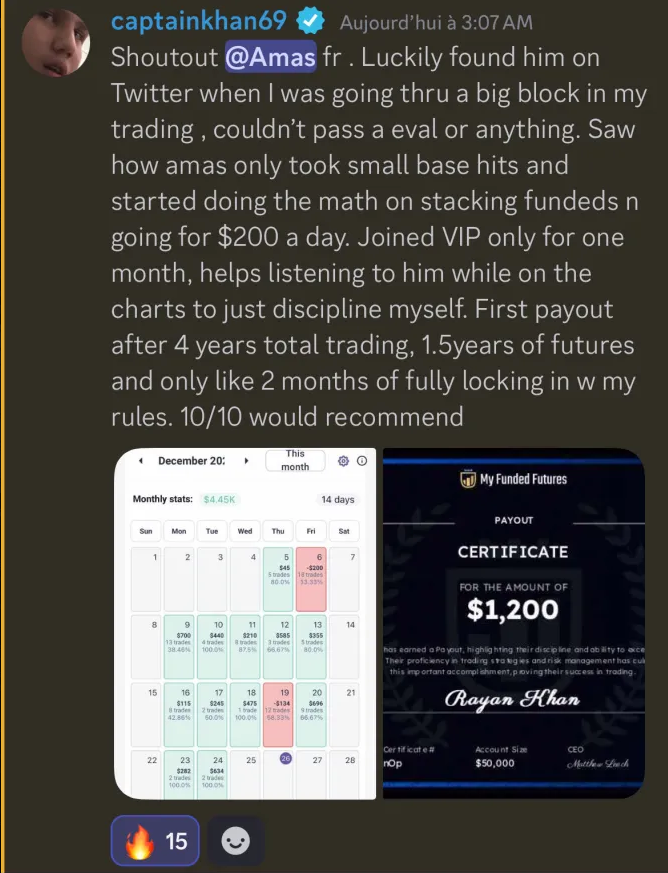 captainkhan69 Aujourd'hui à 3:07 AM
Shoutout @Amas fr . Luckily found him on
Twitter when I was going thru a big block in my
trading , couldn't pass a eval or anything. Saw
how amas only took small base hits and
started doing the math on stacking fundeds n
going for $200 a day. Joined VIP only for one
month, helps listening to him while on the
charts to just discipline myself. First payout
after 4 years total trading, 1.5years of futures
and only like 2 months of fully locking in w my
rules. 10/10 would recommend
December 20
This month
Monthly stats: $4.45K 14 days
Sun Mon Tue Wed Thu Fri Sat
1 2 3 4 5 6 7
$45 -$200
5 trades 18 trades
80.0% 33.33%
8 9 10 11 12 13 14
$700 $440 $210 $585 $355
13 trades 4 trades 8 trades 3 trades 5 trades
38.46% 100.0% 87.5% 66.67% 80.0%
15 16 17 18 19 20 21
$115 $245 $475 -$134 $696
2 trades 1 trade 12 trades 9 trades
42.86% 50.0% 100.0% 58.33% 66.67%
22 23 24 25 26 27 28
$282 $634
2 trades 2 trades
100.0% 100.0%
My Funded Futures
PAYOUT
CERTIFICATE
FOR THE AMOUNT OF
$1,200
has earned a Payout, highlighting their discipline and ability to exce
Their proficiency in trading strategies and risk management has cul
this important accomplishment, proving their success in trading.
Rayan Khan
Certificate# Account Size CEO
nOp $50,000 Matthew Leech
15